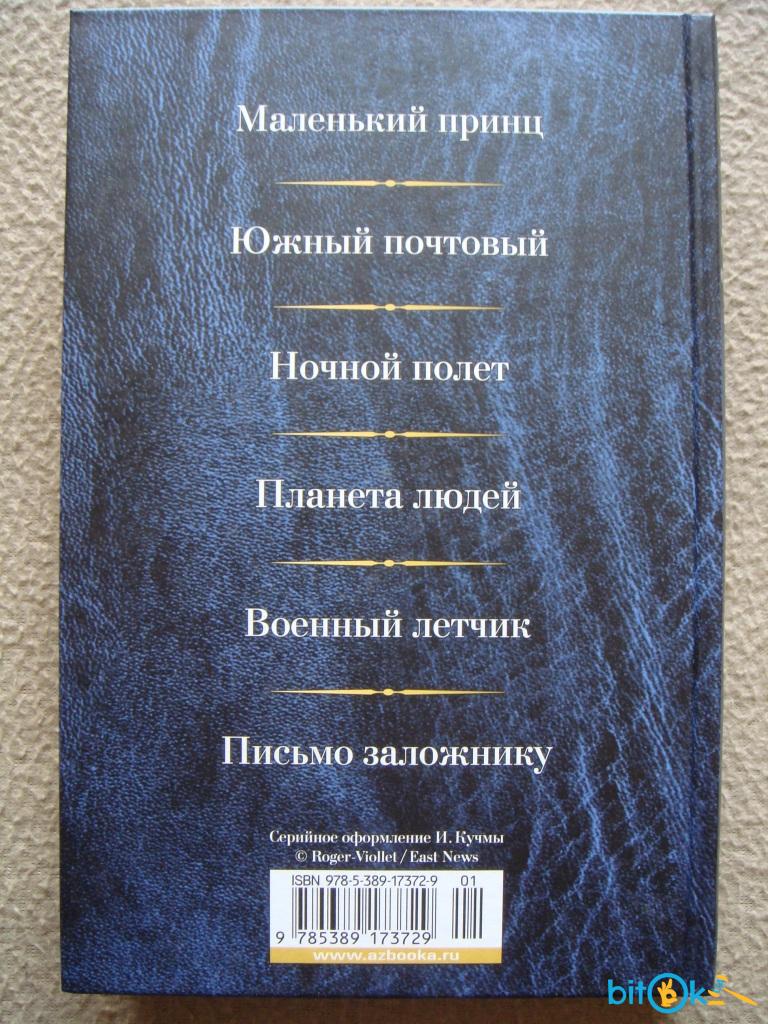 Маленький принц
Южный почтовый
Ночной полет
Планета людей
Военный летчик
Письмо заложнику
Серийное оформление И. Кучмы
© Roger-Viollet / East News
ISBN 978-5-389-17372-9 01
9 785389 173729
www.azbooka.ru
bitOk